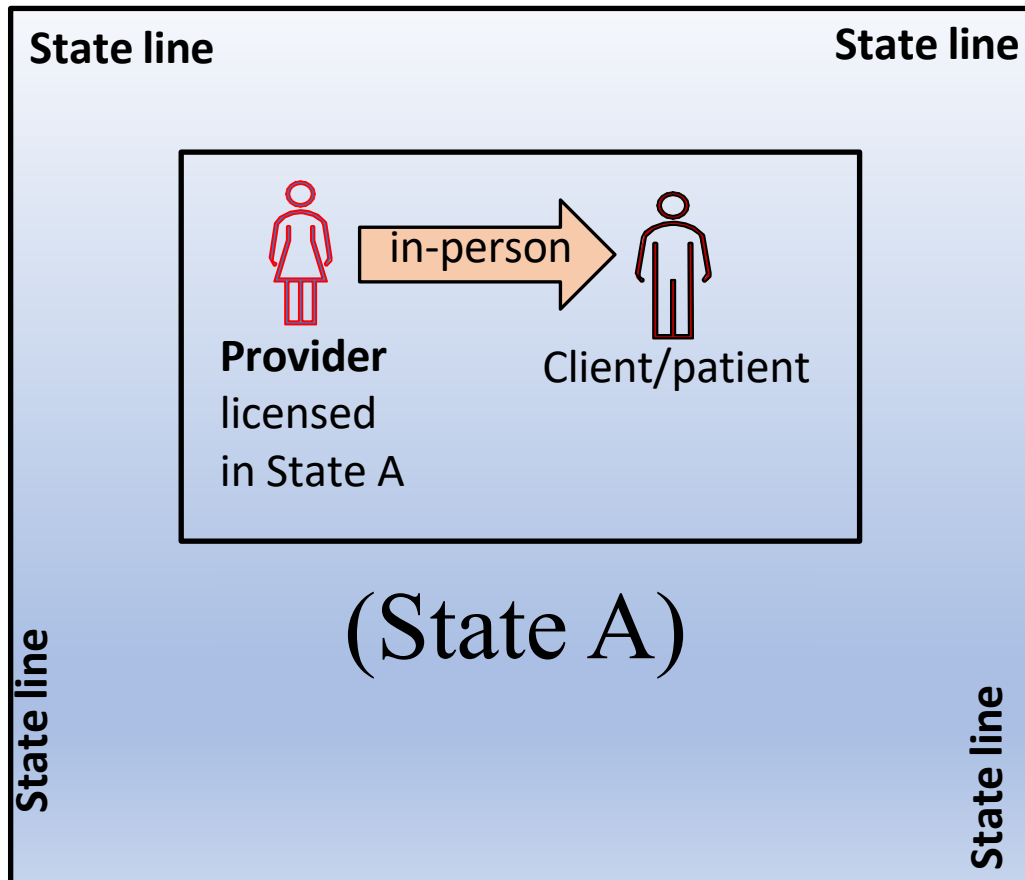 State line
State line
in-person
Provider
licensed
in State A
Client/patient
(State A)
State line
State line